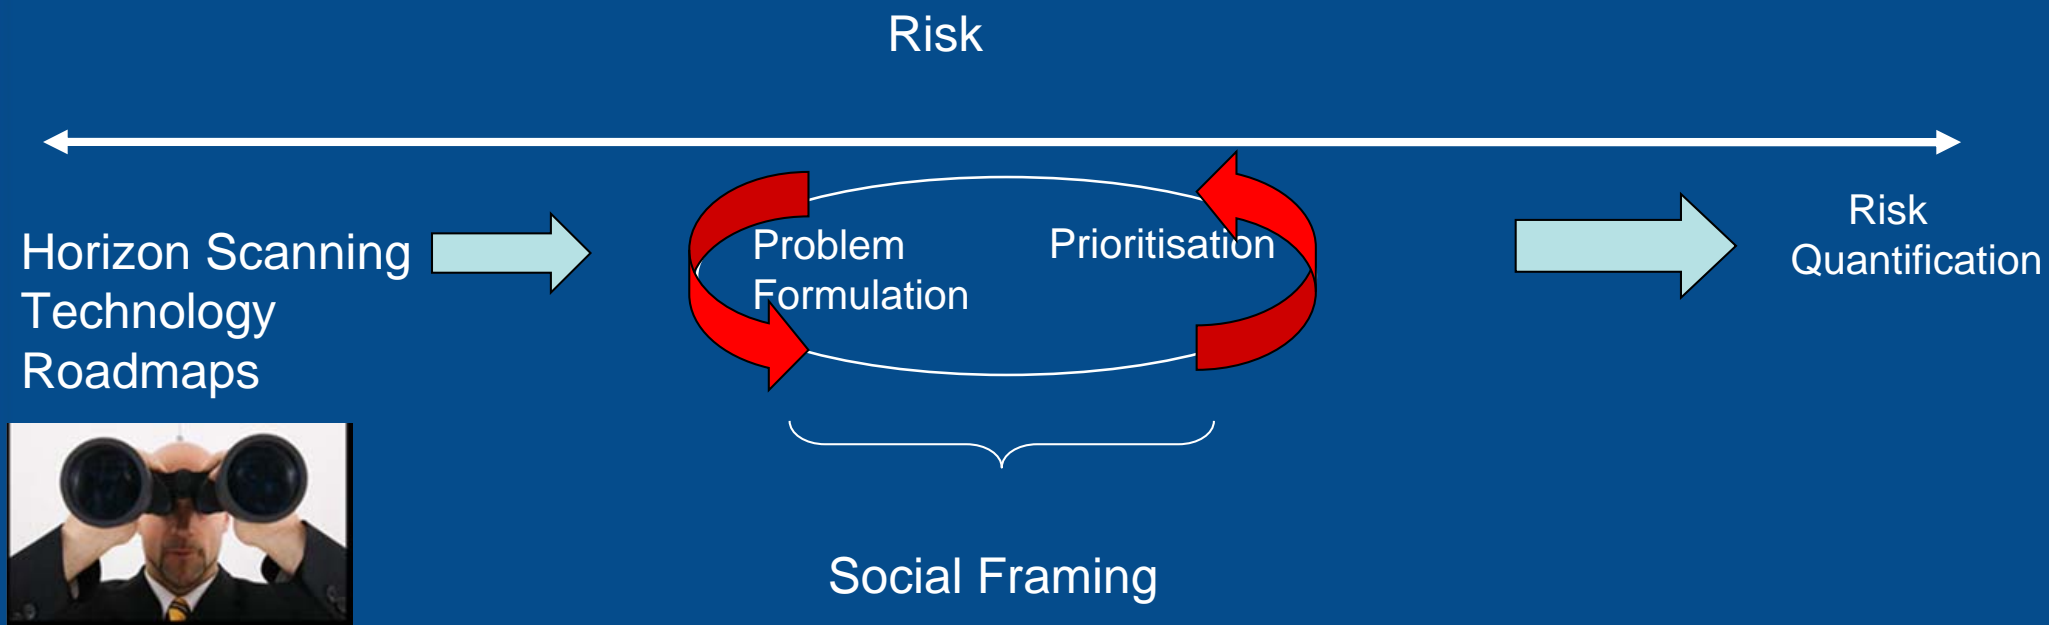 Risk
Horizon Scanning
Technology
Roadmaps
Problem
Formulation
Prioritisation
Risk
Quantification
Social Framing